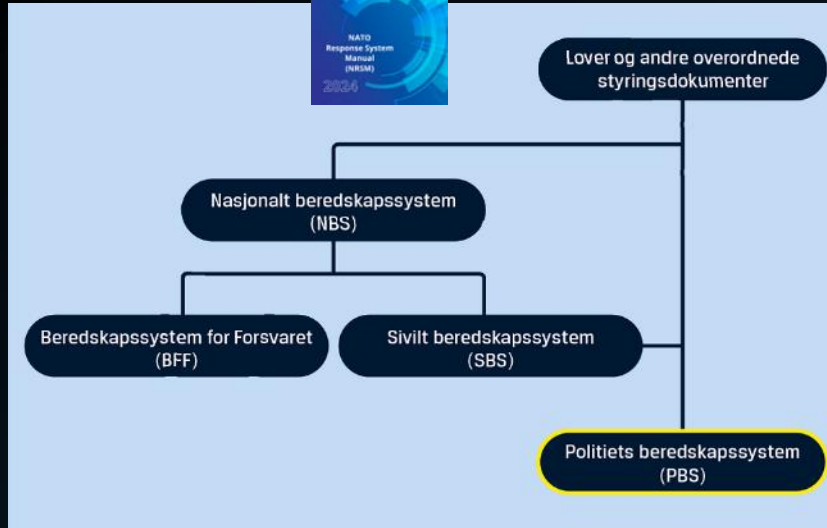 NATO
Response System
Manual
(NRSM)
2024
Lover og andre overordnede
styringsdokumenter
Nasjonalt beredskapssystem
(NBS)
Beredskapssystem for Forsvaret
(BFF)
Sivilt beredskapssystem
(SBS)
Politiets beredskapssystem
(PBS)